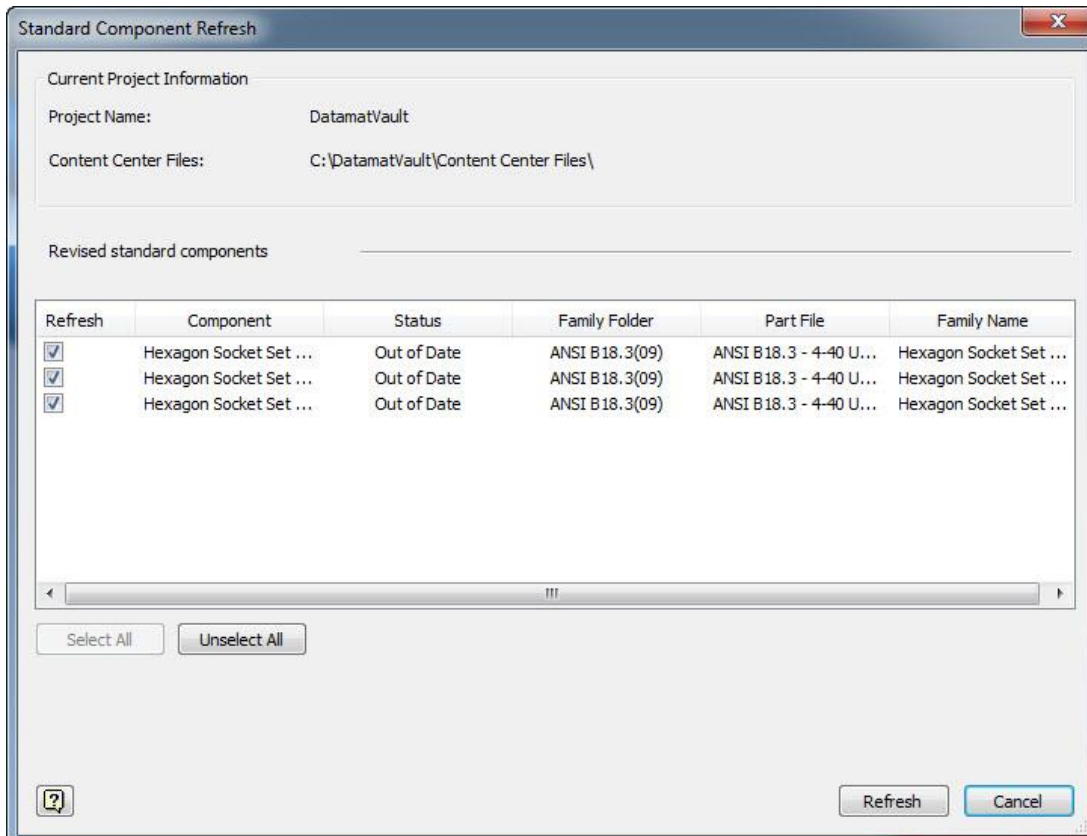 Standard Component Refresh
Current Project Information
Project Name: DatamatVault
Content Center Files: C:\DatamatVault\Content Center Files\
Revised standard components
Refresh Component Status Family Folder Part File Family Name
Hexagon Socket Set ... Out of Date ANSI B18.3(09) ANSI B18.3 - 4-40 U... Hexagon Socket Set ...
Hexagon Socket Set ... Out of Date ANSI B18.3(09) ANSI B18.3 - 4-40 U... Hexagon Socket Set ...
Hexagon Socket Set ... Out of Date ANSI B18.3(09) ANSI B18.3 - 4-40 U... Hexagon Socket Set ...
Select All Unselect All
Refresh Cancel